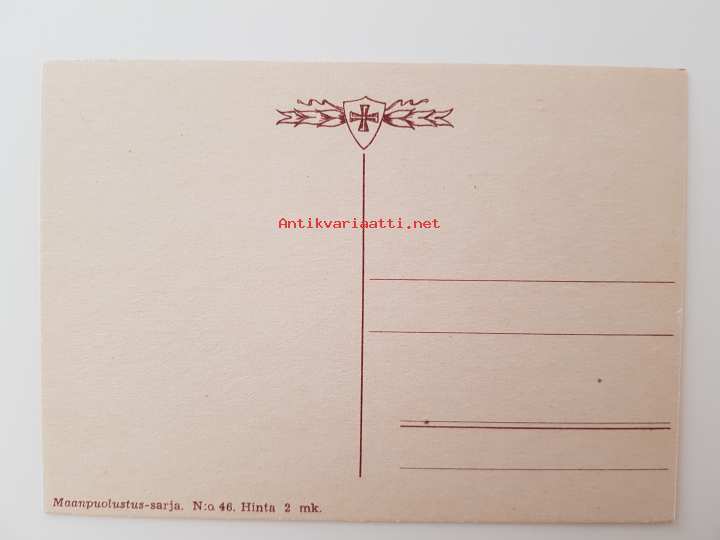 Antikvariaatti.net
Maanpuolustus-sarja. N:o 46. Hinta 2 mk.